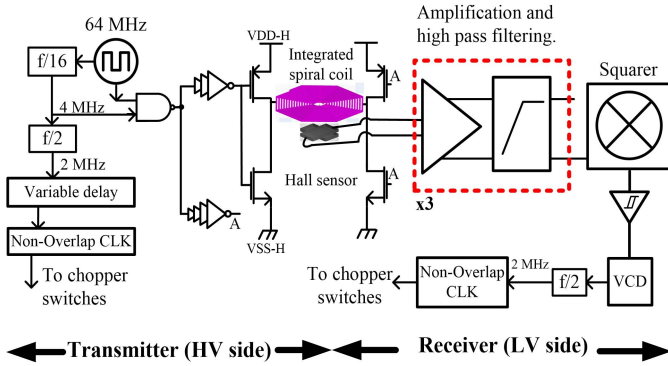 64 MHz
f/16
4 MHz
f/2
2 MHz
Variable delay
Non-Overlap CLK
To chopper
switches
A
VDD-H
Integrated
spiral coil
Hall sensor
VSS-H
A
A
Amplification and
high pass filtering.
x3
Squarer
VCD
f/2
2 MHz
Non-Overlap
CLK
To chopper
switches
Transmitter (HV side)
Receiver (LV side)